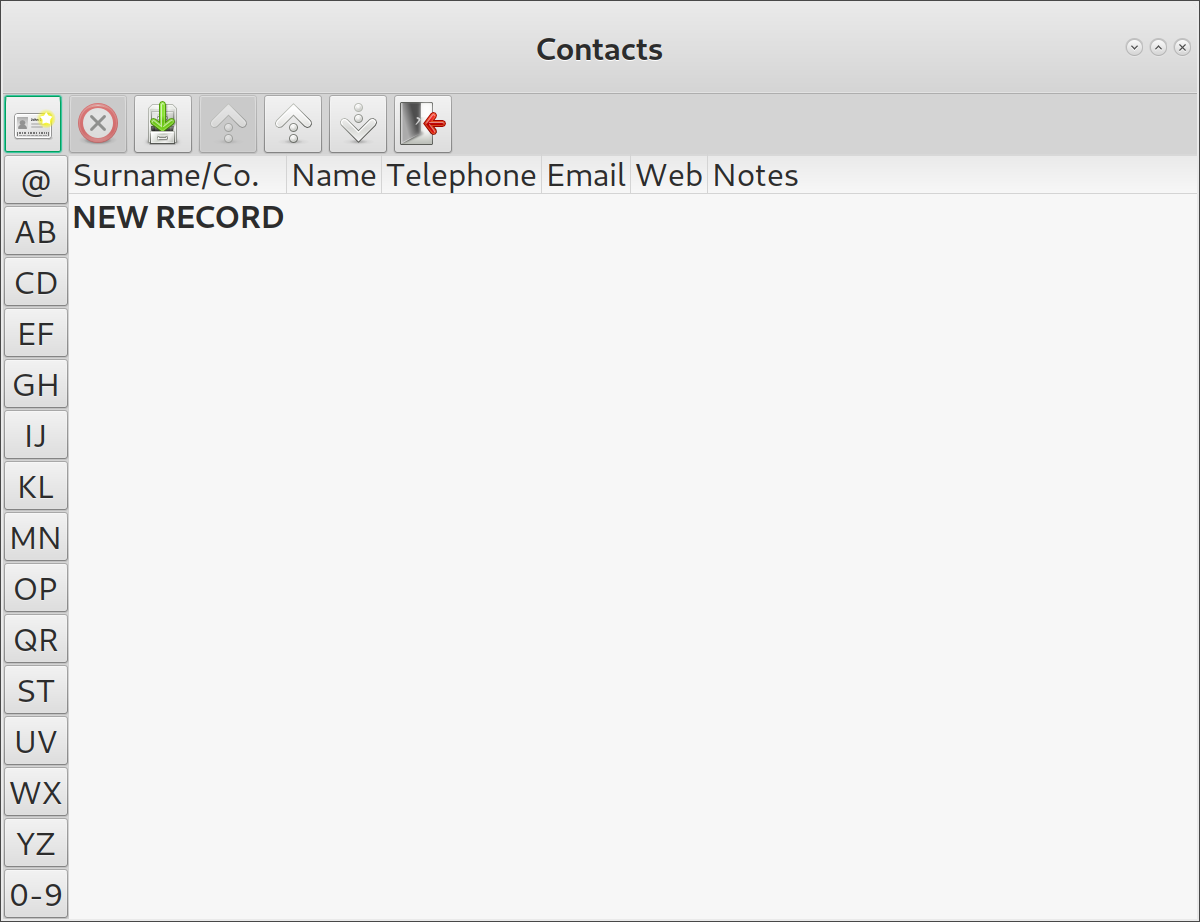 Contacts
@
Surname/Co. Name Telephone Email Web Notes
AB
NEW RECORD
CD
EF
GH
IJ
KL
MN
OP
QR
ST
UV
WX
YZ
0-9